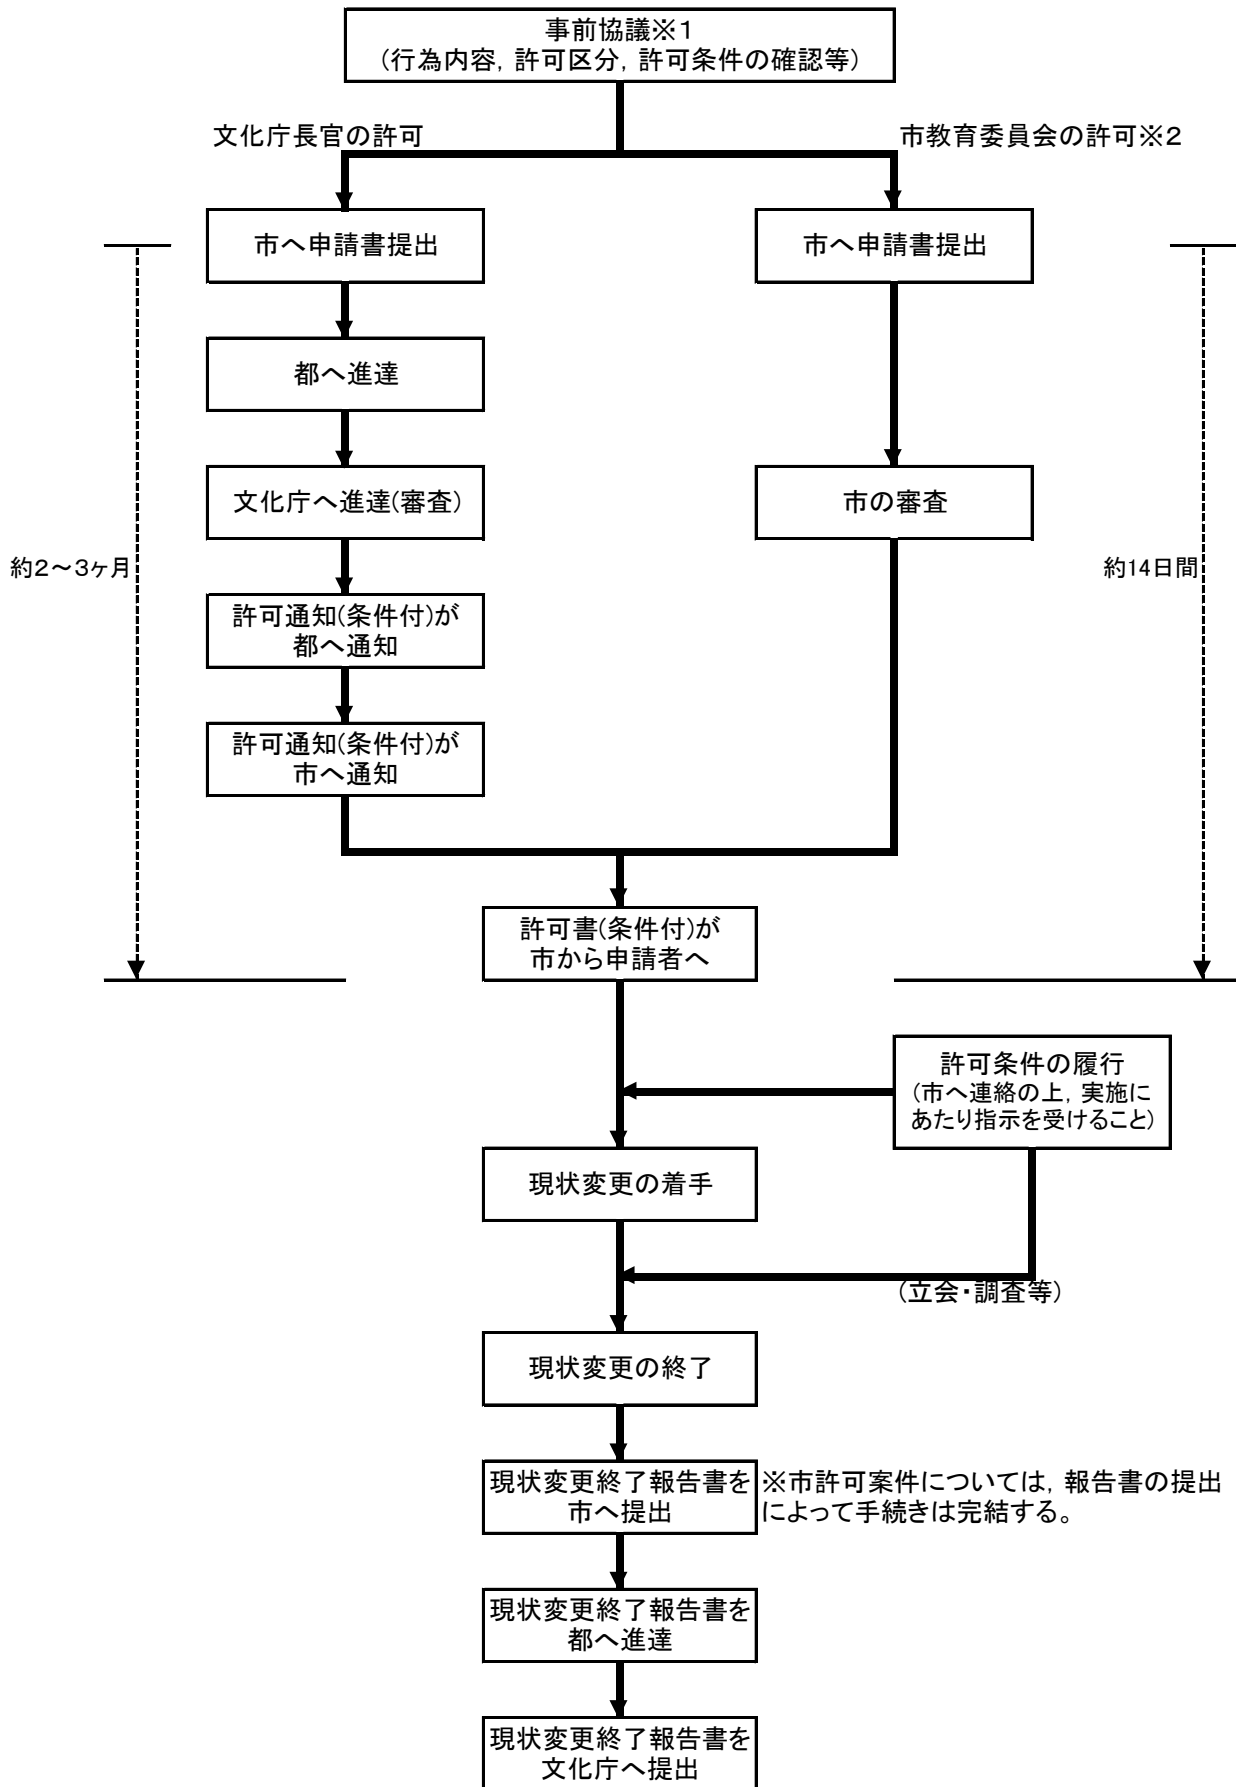 事前協議※1
(行為内容,許可区分,許可条件の確認等)
文化庁長官の許可
市教育委員会の許可※2
市へ申請書提出
市へ申請書提出
都へ進達
文化庁へ進達(審査)
市の審査
約2～3ヶ月
約14日間
許可通知(条件付)が
都へ通知
許可通知(条件付)が
市へ通知
許可書(条件付)が
市から申請者へ
許可条件の履行
(市へ連絡の上,実施に
あたり指示を受けること)
現状変更の着手
(立会・調査等)
現状変更の終了
現状変更終了報告書を
市へ提出
※市許可案件については,報告書の提出
によって手続きは完結する。
現状変更終了報告書を
都へ進達
現状変更終了報告書を
文化庁へ提出